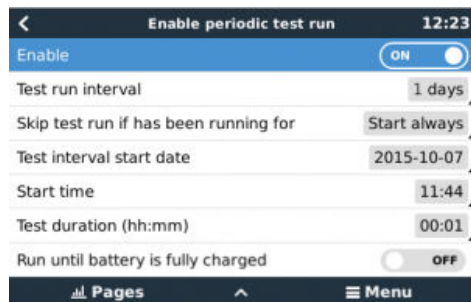 Enable periodic test run 12:23
Enable ON
Test run interval 1 days
Skip test run if has been running for Start always
Test interval start date 2015-10-07
Start time 11:44
Test duration (hh:mm) 00:01
Run until battery is fully charged OFF
Pages Menu